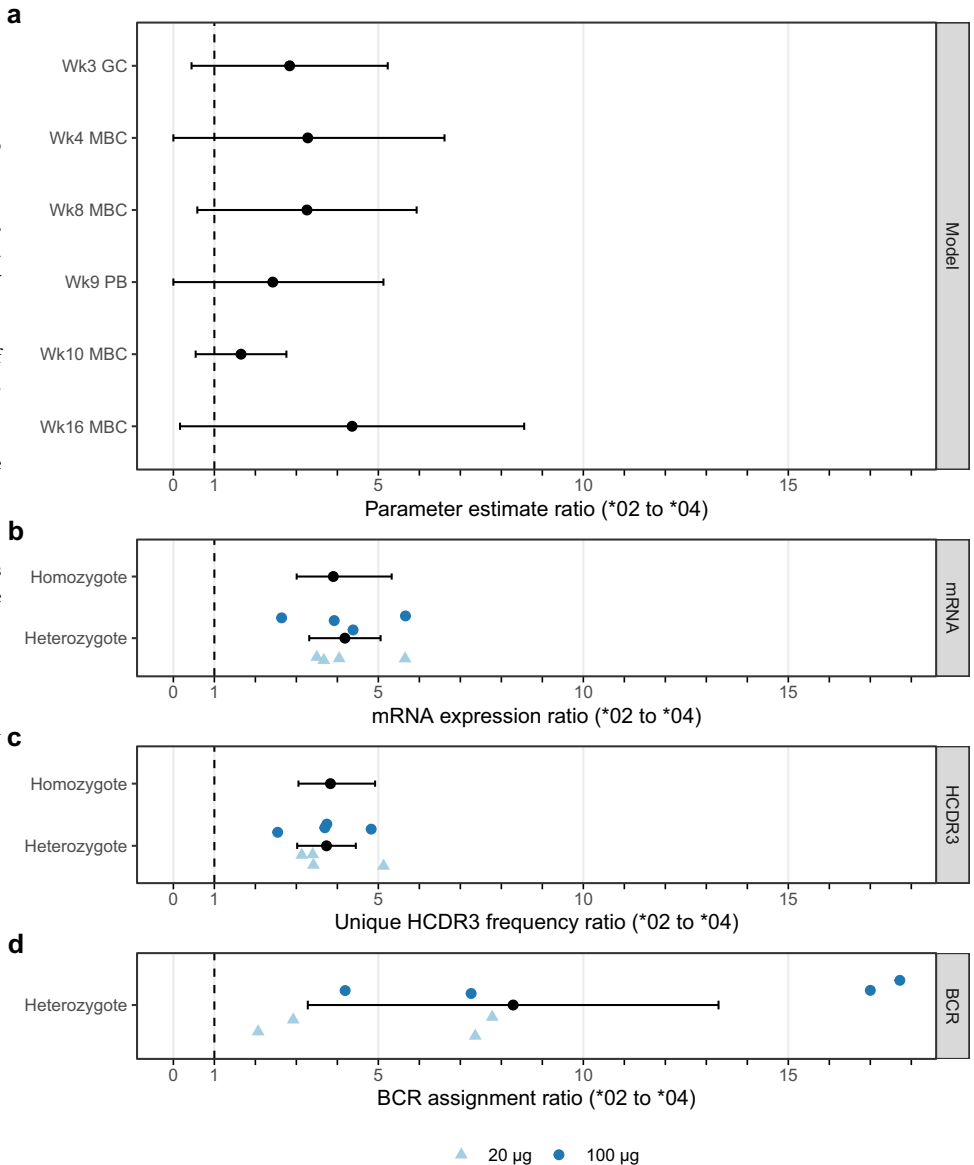 a
Wk3 GC
Wk4 MBC
Wk8 MBC
Wk9 PB
Wk10 MBC
Wk16 MBC
Model
0 1 5 10 15
Parameter estimate ratio (*02 to *04)
b
Homozygote
Heterozygote
mRNA
0 1 5 10 15
mRNA expression ratio (*02 to *04)
c
Homozygote
Heterozygote
HCDR3
0 1 5 10 15
Unique HCDR3 frequency ratio (*02 to *04)
d
Heterozygote
BCR
0 1 5 10 15
BCR assignment ratio (*02 to *04)
20 µg 100 µg